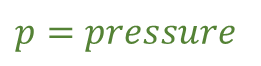 p = pressure